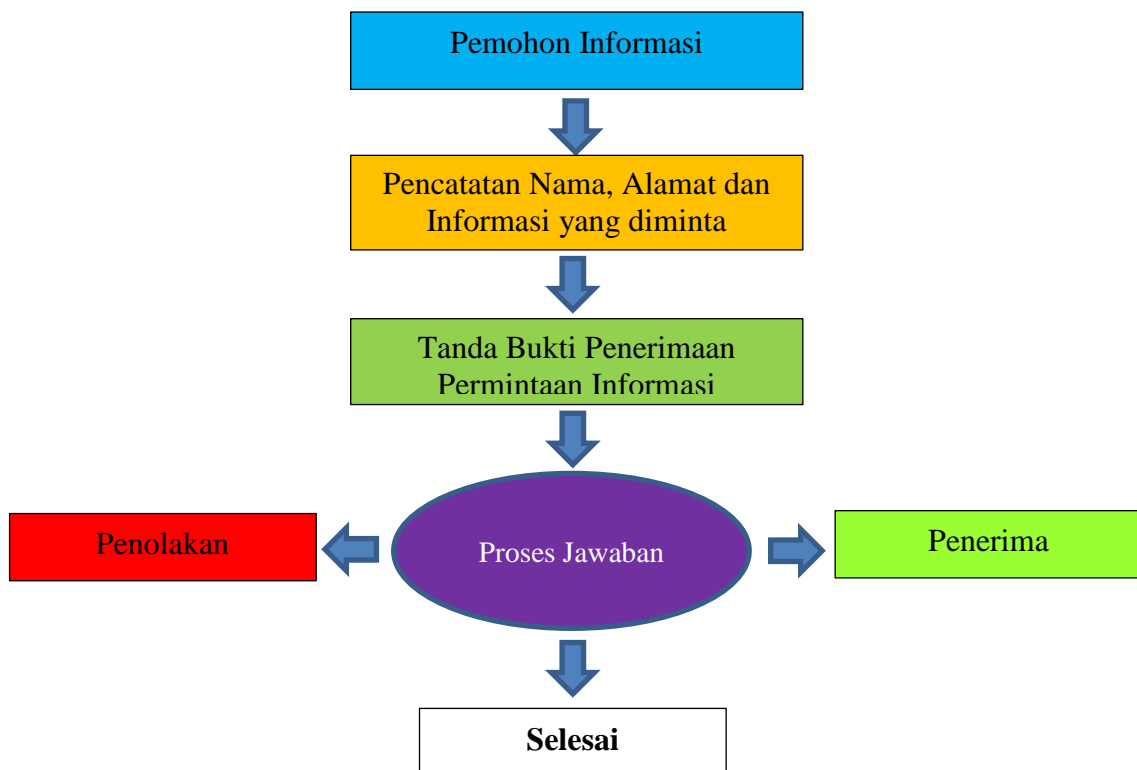 Pemohon Informasi
Pencatatan Nama, Alamat dan
Informasi yang diminta
Tanda Bukti Penerimaan
Permintaan Informasi
Penolakan
Proses Jawaban
Penerima
Selesai